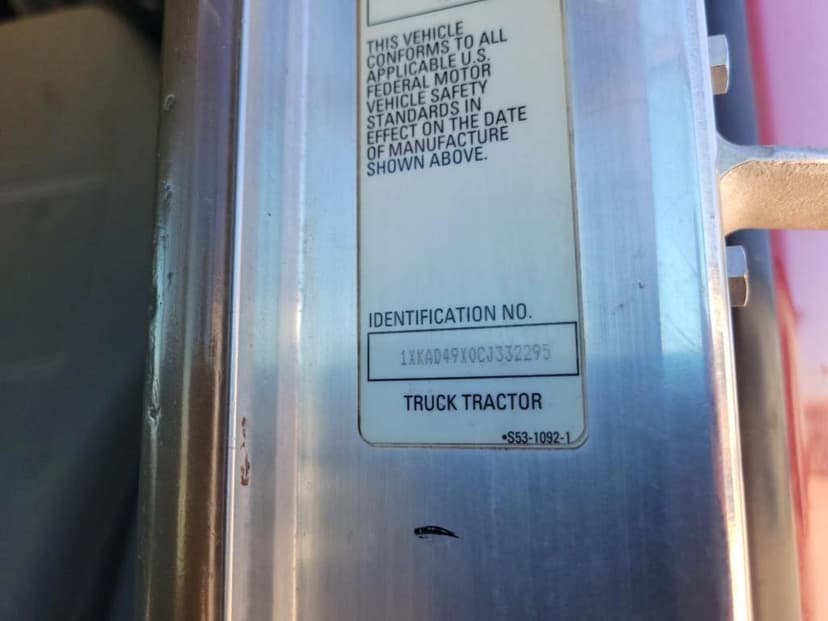 THIS VEHICLE
CONFORMS TO ALL
APPLICABLE U.S.
FEDERAL MOTOR
VEHICLE SAFETY
STANDARDS IN
EFFECT ON THE DATE
OF MANUFACTURE
SHOWN ABOVE.
IDENTIFICATION NO.
1XKAD49X0CJ332295
TRUCK TRACTOR
•S53-1092-1